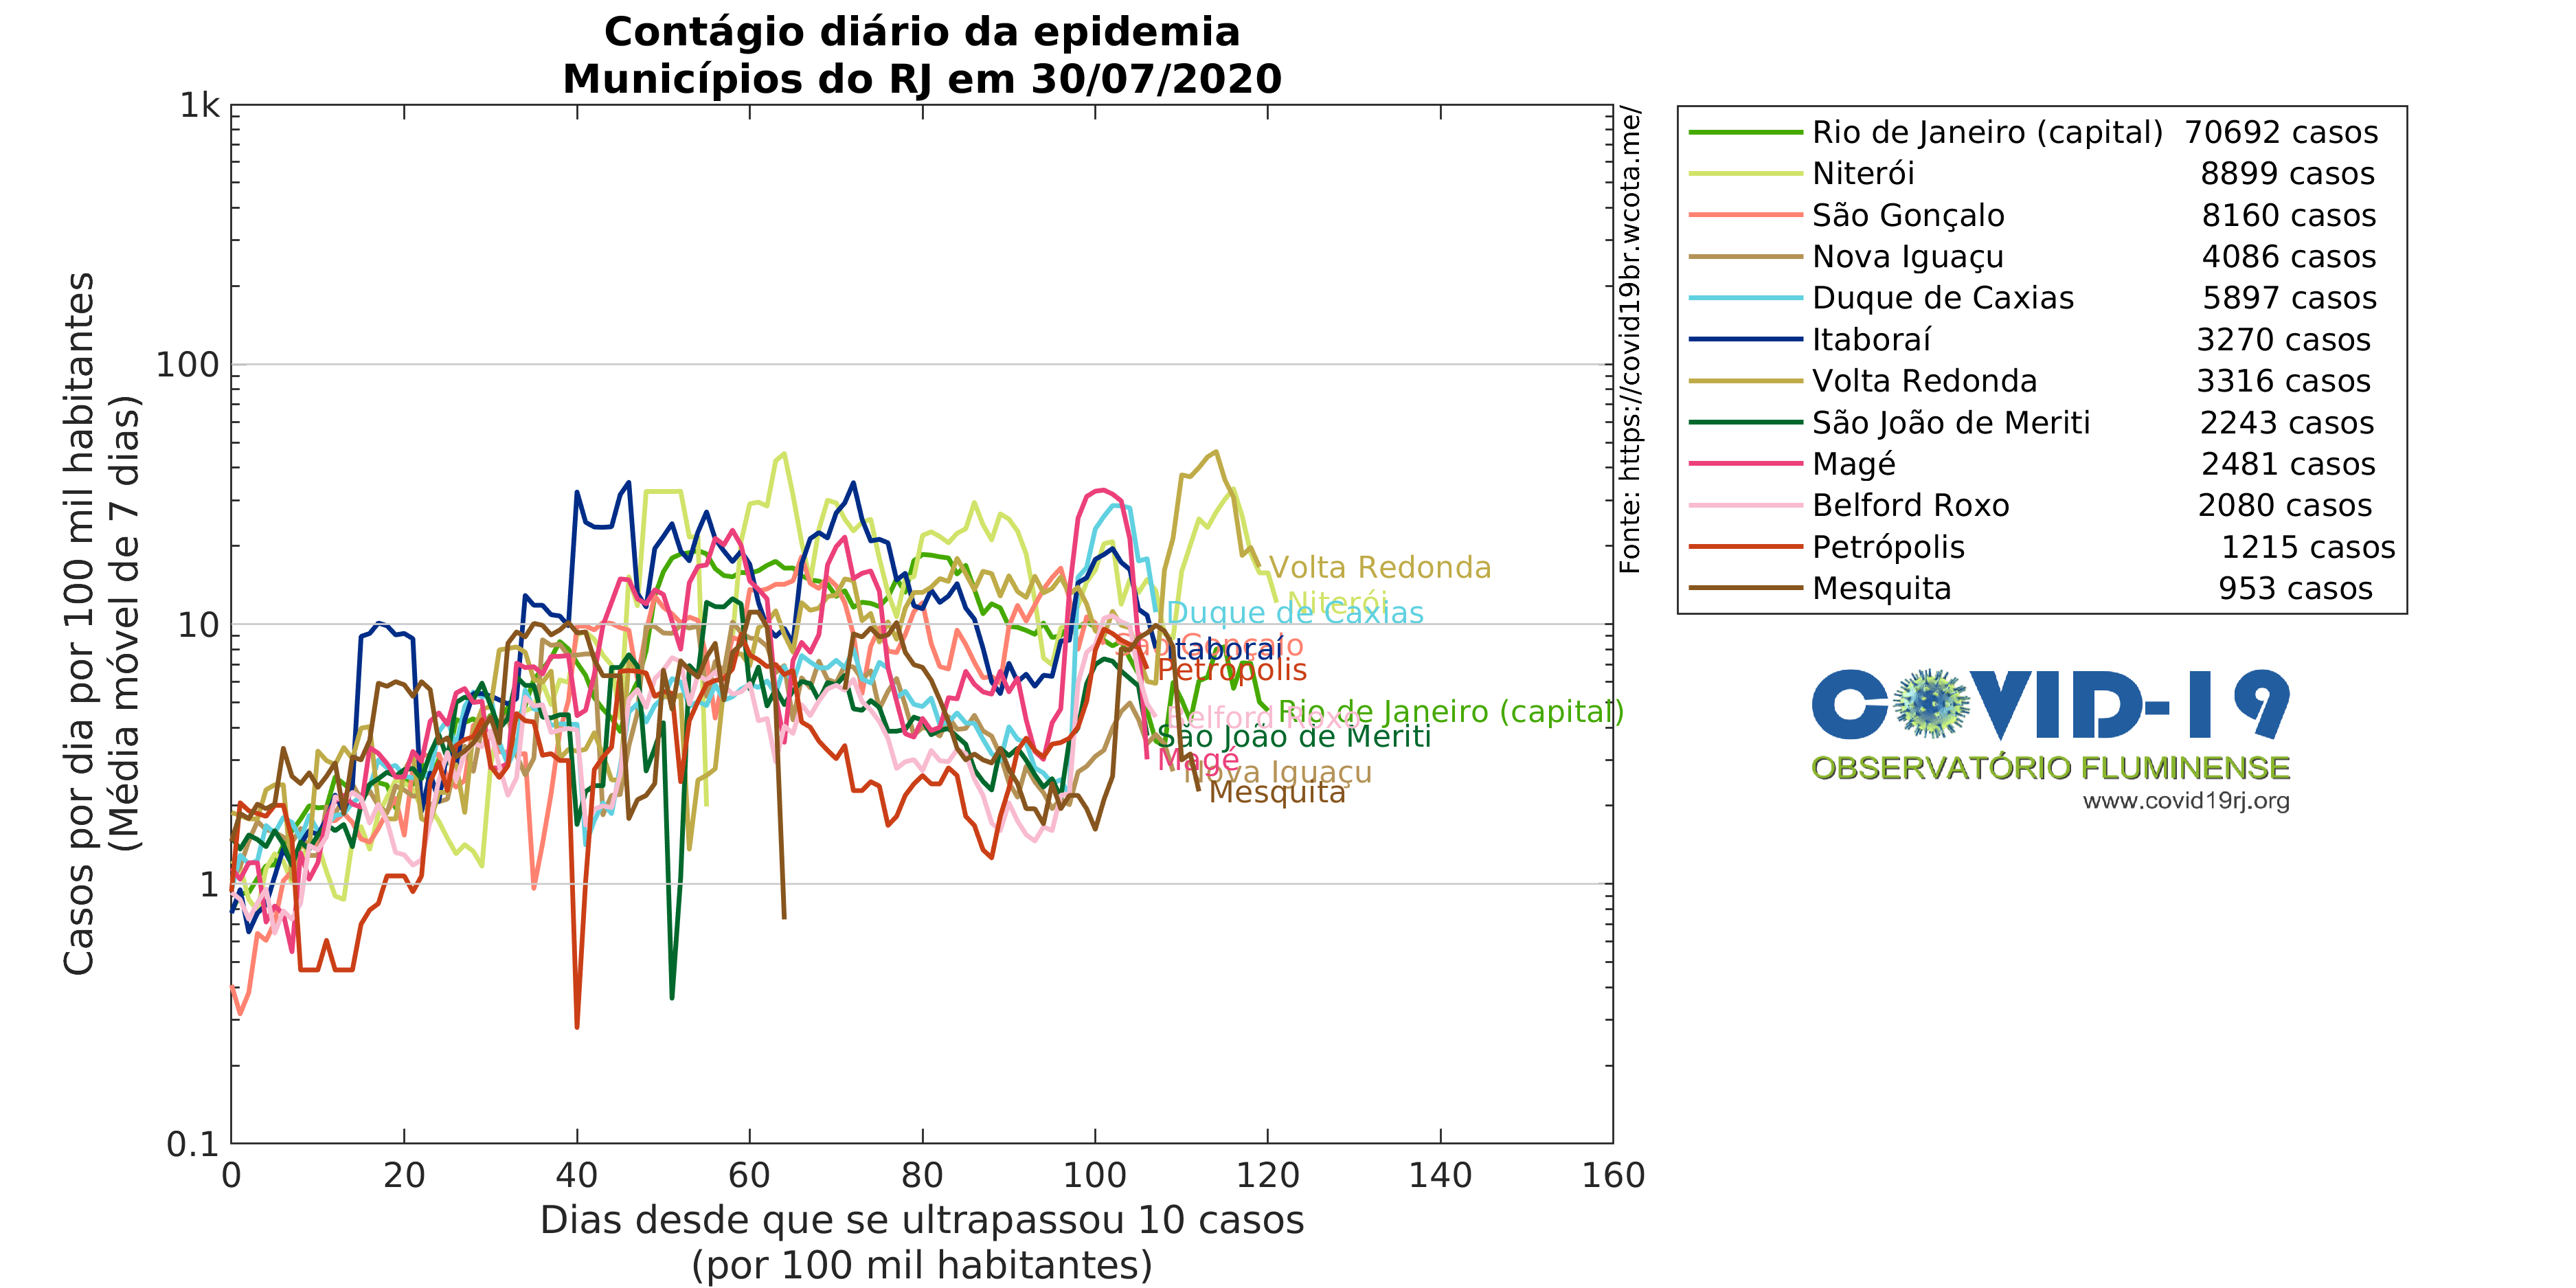 Contágio diário da epidemia
Municípios do RJ em 30/07/2020
Casos por dia por 100 mil habitantes
(Média móvel de 7 dias)
1k
100
10
1
0.1
0 20 40 60 80 100 120 140 160
Dias desde que se ultrapassou 10 casos
(por 100 mil habitantes)
Volta Redonda
Niterói
Duque de Caxias
São Gonçalo
Itaboraí
Petrópolis
Rio de Janeiro (capital)
Belford Roxo
São João de Meriti
Magé
Nova Iguaçu
Mesquita
Fonte: https://covid19br.wcota.me/
Rio de Janeiro (capital) 70692 casos
Niterói 8899 casos
São Gonçalo 8160 casos
Nova Iguaçu 4086 casos
Duque de Caxias 5897 casos
Itaboraí 3270 casos
Volta Redonda 3316 casos
São João de Meriti 2243 casos
Magé 2481 casos
Belford Roxo 2080 casos
Petrópolis 1215 casos
Mesquita 953 casos
COVID-19
OBSERVATÓRIO FLUMINENSE
www.covid19rj.org